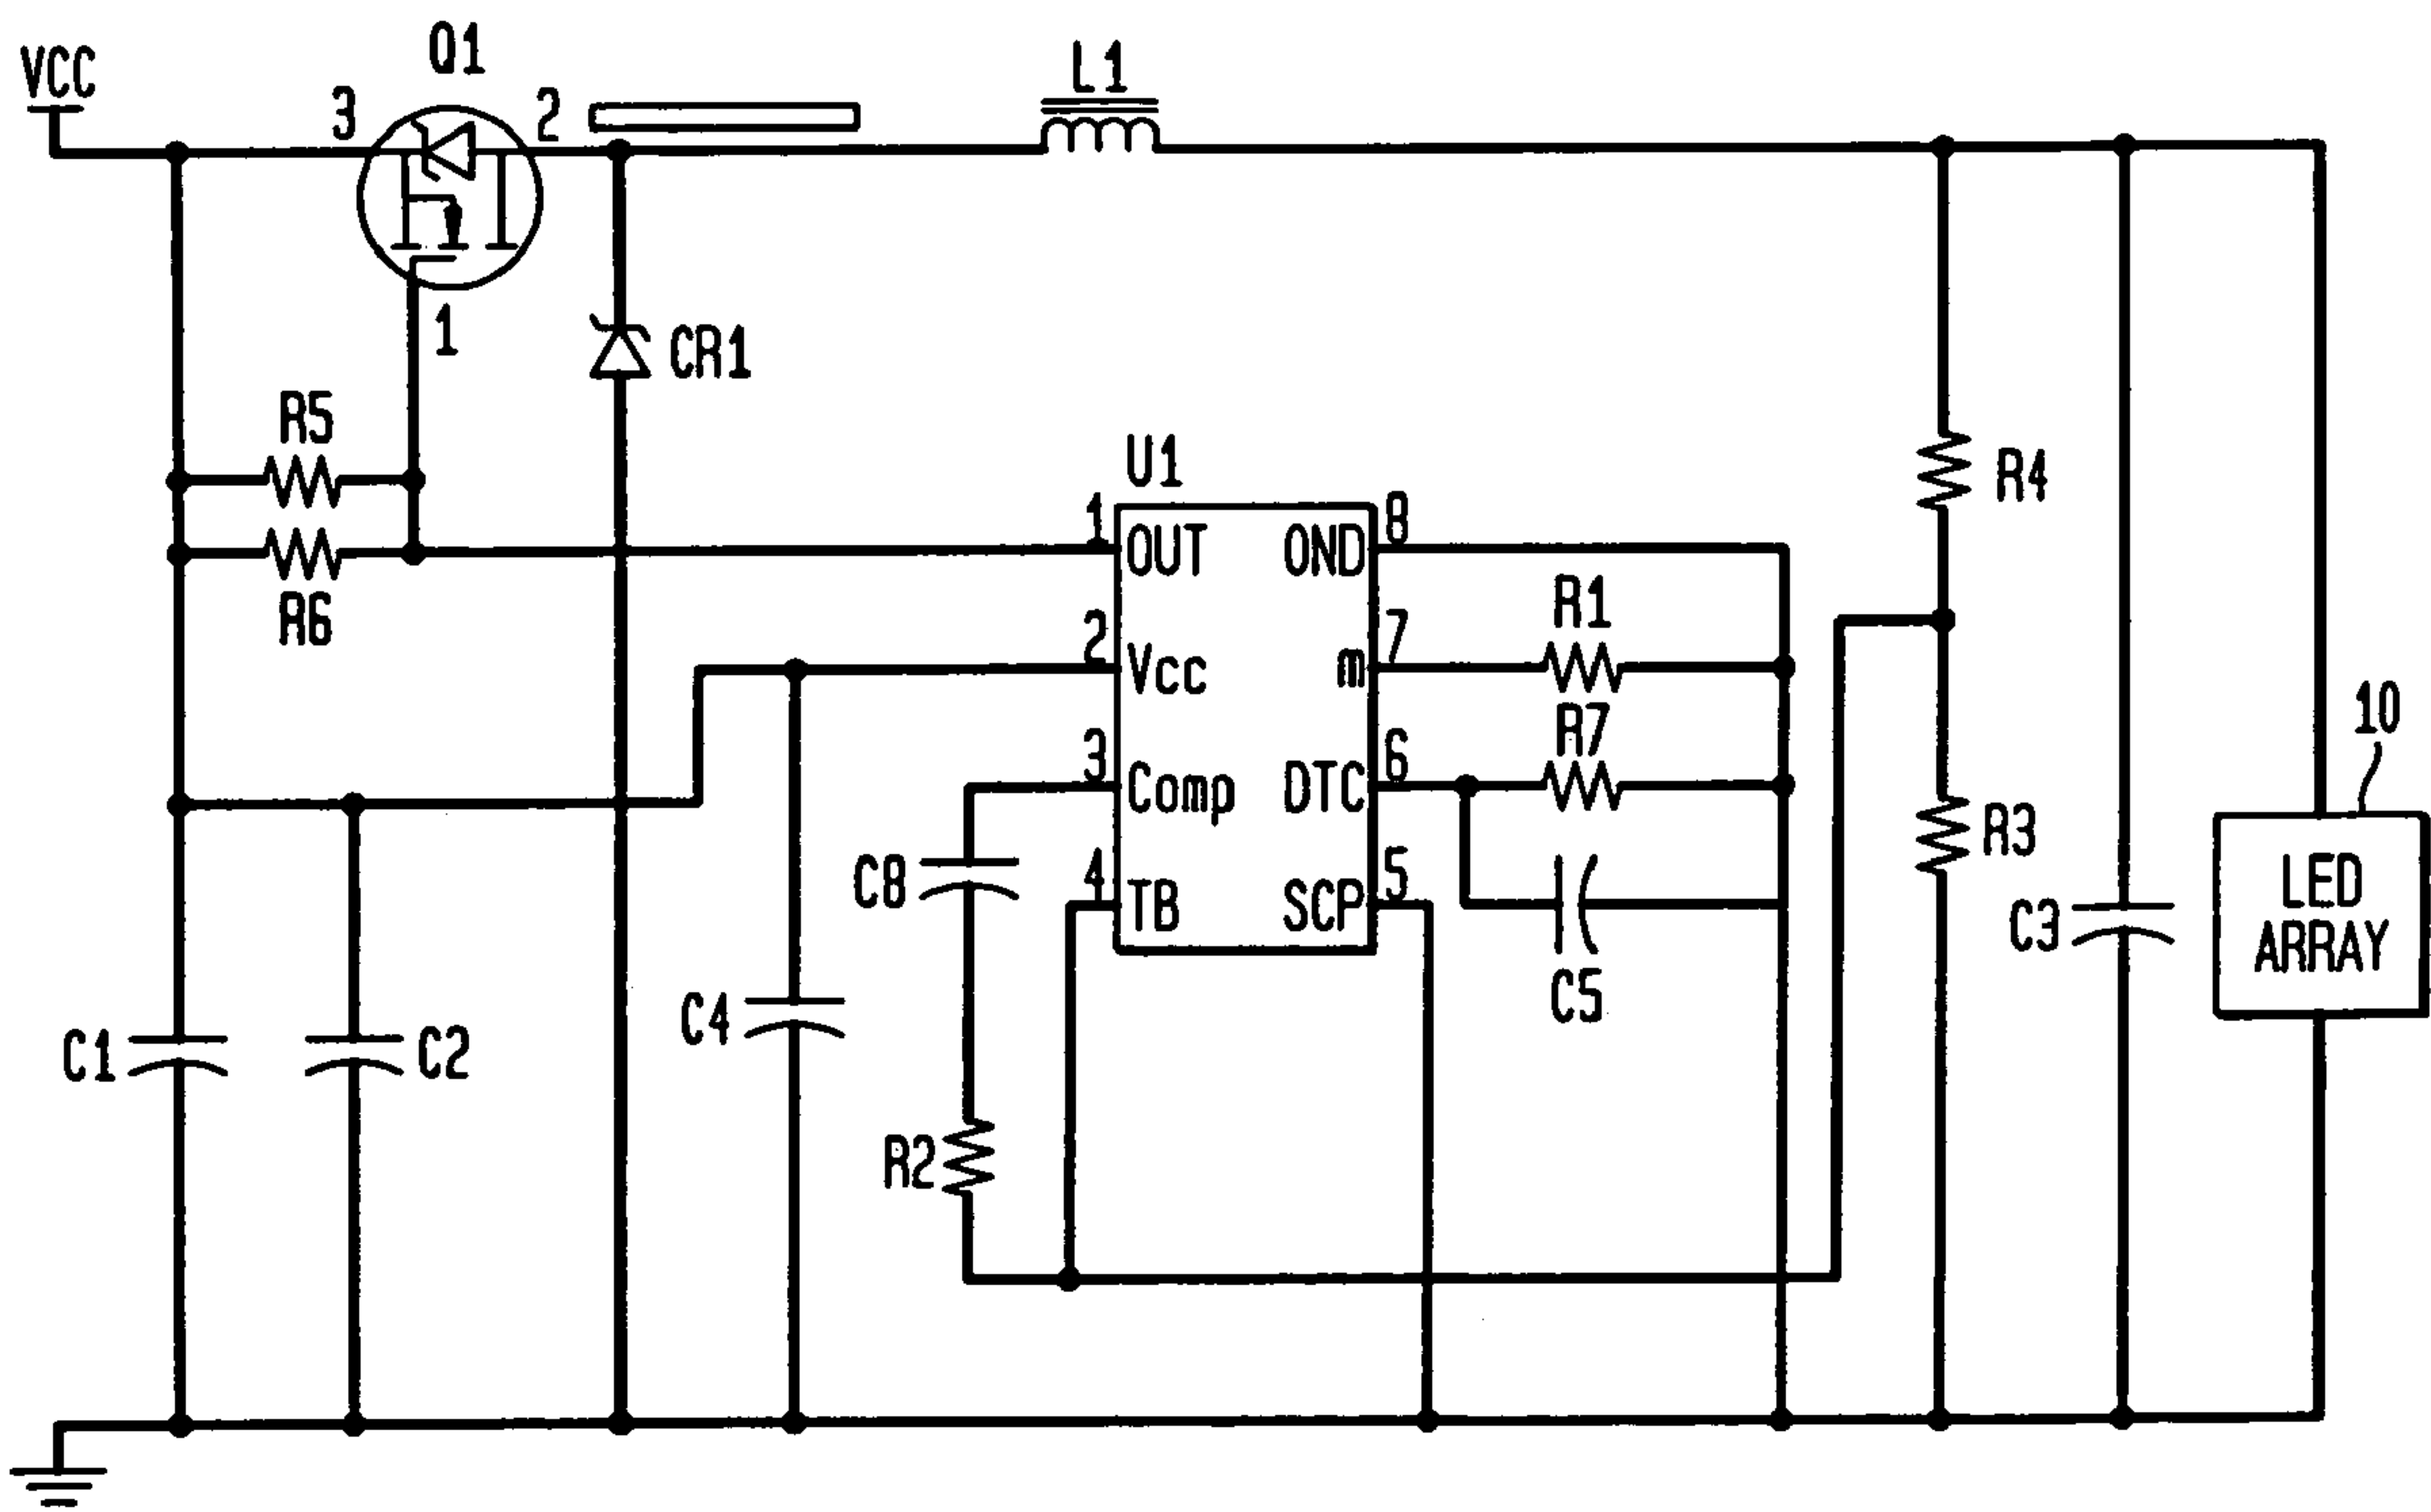 VCC
Q1
3
2
1
L1
CR1
R5
R6
U1
1
OUT
OND
8
2
Vcc
m
7
R1
3
Comp
DTC
6
R7
4
TB
SCP
5
C5
R4
R3
C8
R2
C4
C1
C2
C3
10
LED
ARRAY